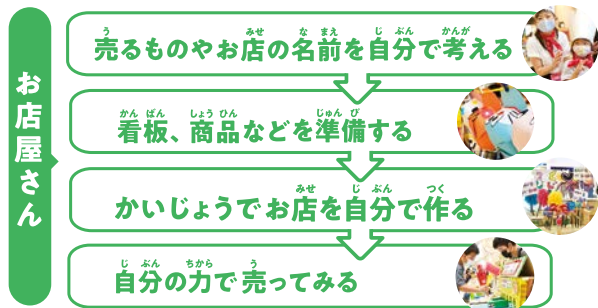 お店屋さん
売るものやお店の名前を自分で考える
看板、商品などを準備する
かいじょうでお店を自分で作る
自分の力で売ってみる